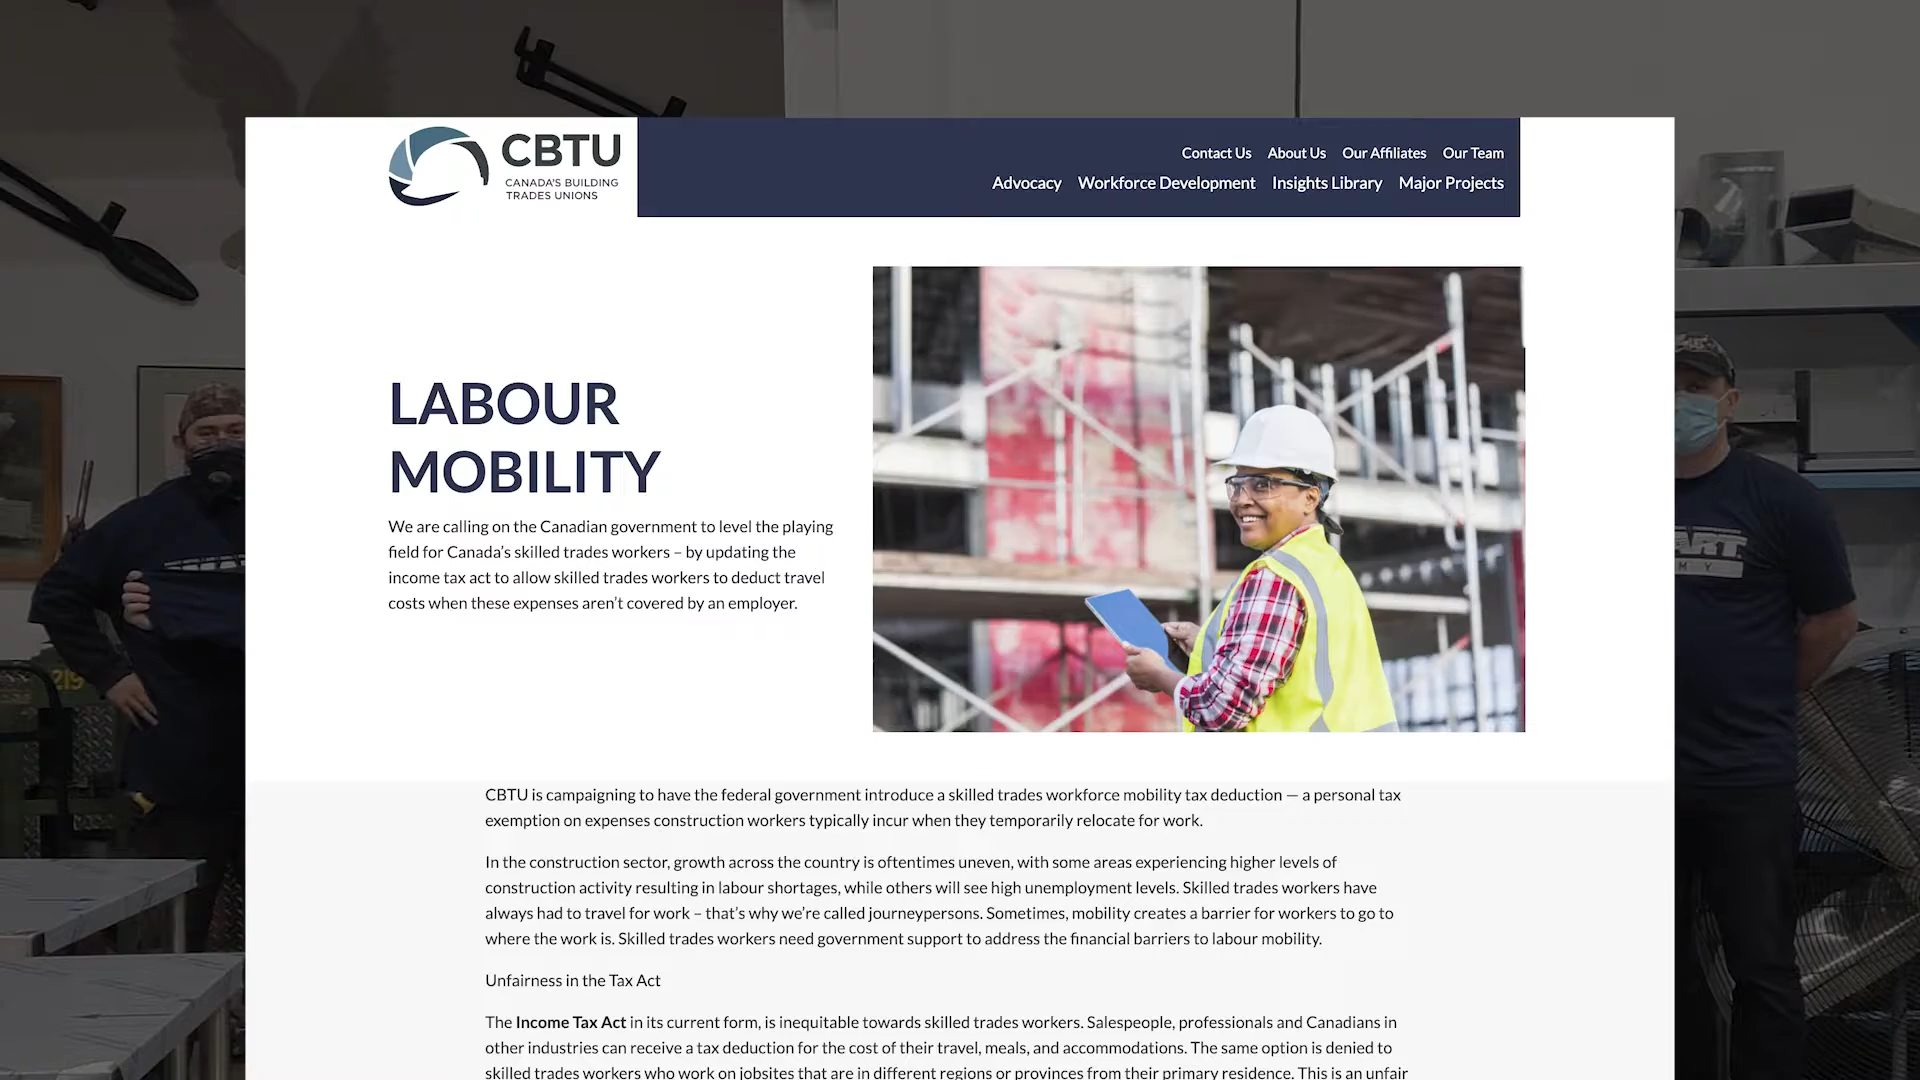 CBTU
CANADA'S BUILDING
TRADES UNIONS
Contact Us About Us Our Affiliates Our Team
Advocacy Workforce Development Insights Library Major Projects
LABOUR
MOBILITY
We are calling on the Canadian government to level the playing
field for Canada’s skilled trades workers – by updating the
income tax act to allow skilled trades workers to deduct travel
costs when these expenses aren’t covered by an employer.
219
CBTU is campaigning to have the federal government introduce a skilled trades workforce mobility tax deduction — a personal tax
exemption on expenses construction workers typically incur when they temporarily relocate for work.
In the construction sector, growth across the country is oftentimes uneven, with some areas experiencing higher levels of
construction activity resulting in labour shortages, while others will see high unemployment levels. Skilled trades workers have
always had to travel for work – that’s why we’re called journeypersons. Sometimes, mobility creates a barrier for workers to go to
where the work is. Skilled trades workers need government support to address the financial barriers to labour mobility.
Unfairness in the Tax Act
The Income Tax Act in its current form, is inequitable towards skilled trades workers. Salespeople, professionals and Canadians in
other industries can receive a tax deduction for the cost of their travel, meals, and accommodations. The same option is denied to
skilled trades workers who work on jobsites that are in different regions or provinces from their primary residence. This is an unfair